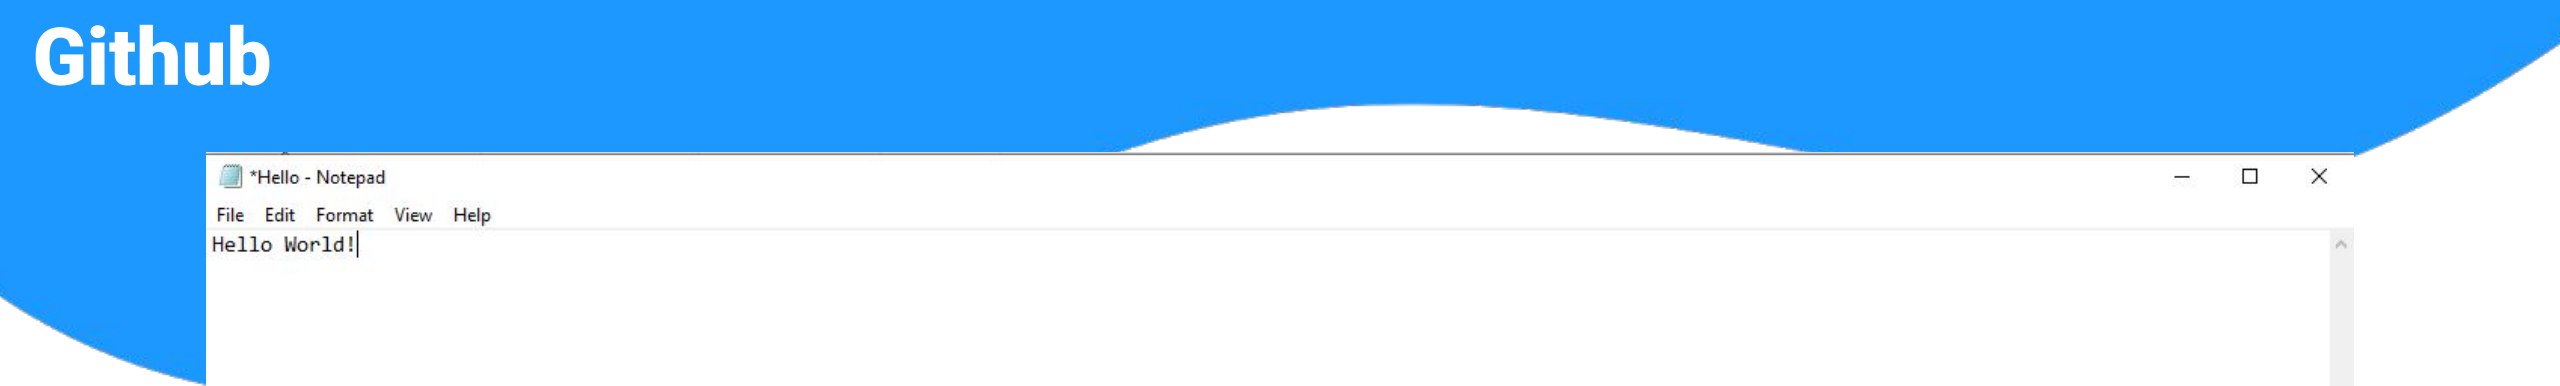 Github
*Hello - Notepad
File Edit Format View Help
Hello World!